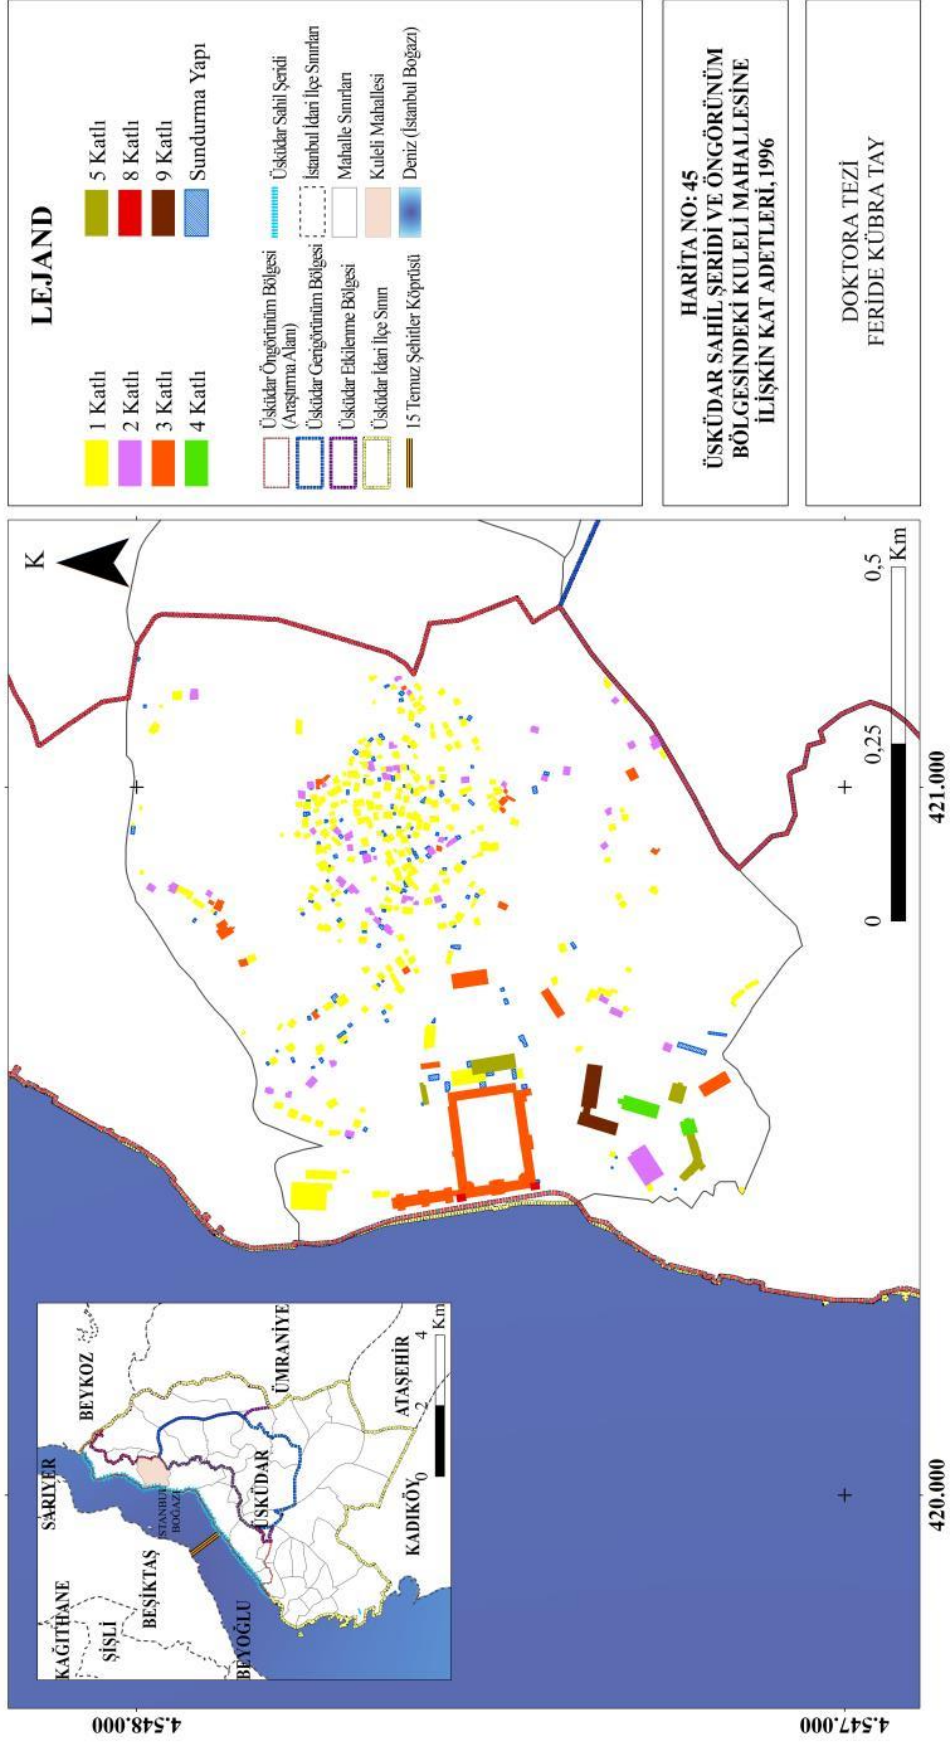 LEJAND
1 Katlı
2 Katlı
3 Katlı
4 Katlı
5 Katlı
8 Katlı
9 Katlı
Sundurma Yapı
Üsküdar Öngörünüm Bölgesi
(Araştırma Alanı)
Üsküdar Gerigörünüm Bölgesi
Üsküdar Etkilenme Bölgesi
Üsküdar İdari İlçe Sınırı
15 Temuz Şehitler Köprüsü
Üsküdar Sahil Şeridi
İstanbul İdari İlçe Sınırları
Mahalle Sınırları
Kuleli Mahallesi
Deniz (İstanbul Boğazı)
HARİTA NO: 45
ÜSKÜDAR SAHİL ŞERİDİ VE ÖNGÖRÜNÜM
BÖLGESİNDEKİ KULELİ MAHALLESİNE
İLİŞKİN KAT ADETLERİ, 1996
DOKTORA TEZİ
FERİDE KÜBRA TAY
K
0 0,25 0,5
Km
SARIYER
BEYKOZ
KAĞITHANE
ŞİŞLİ
BEŞİKTAŞ
İSTANBUL
BOĞAZI
BEYOĞLU
ÜSKÜDAR
ÜMRANİYE
KADIKÖY
ATAŞEHİR
0 2 4
Km
4.548.000
4.547.000
420.000
421.000